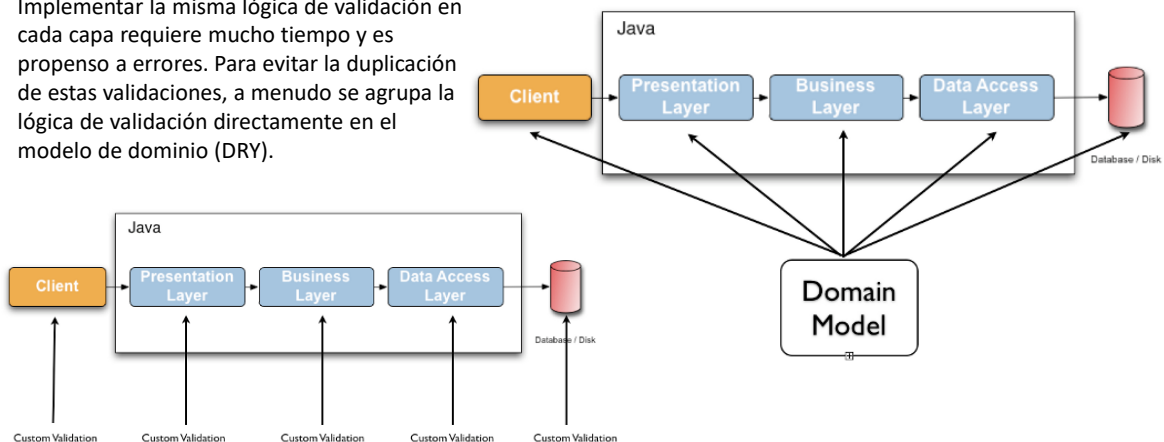 Implementar la misma lógica de validación en
cada capa requiere mucho tiempo y es
propenso a errores. Para evitar la duplicación
de estas validaciones, a menudo se agrupa la
lógica de validación directamente en el
modelo de dominio (DRY).
Java
Client
Presentation
Layer
Business
Layer
Data Access
Layer
Database / Disk
Domain
Model
Java
Client
Presentation
Layer
Business
Layer
Data Access
Layer
Database / Disk
Custom Validation
Custom Validation
Custom Validation
Custom Validation
Custom Validation